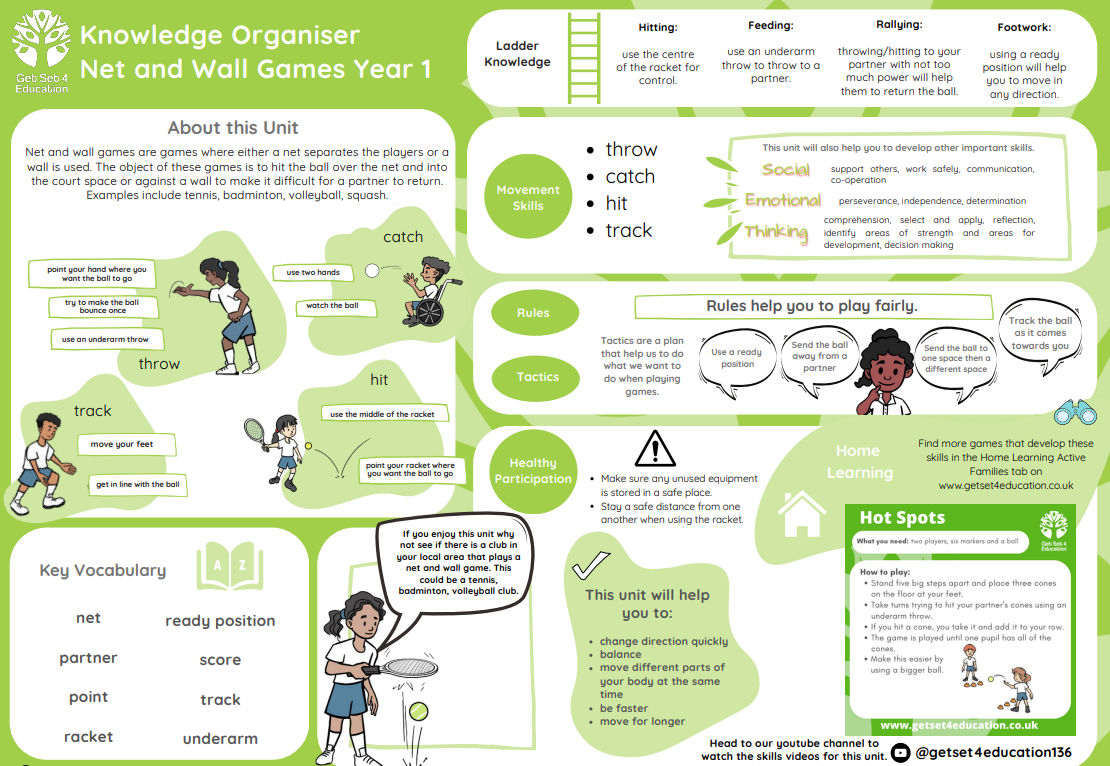 Get Set 4
Education
Knowledge Organiser
Net and Wall Games Year 1
About this Unit
Net and wall games are games where either a net separates the players or a
wall is used. The object of these games is to hit the ball over the net and into
the court space or against a wall to make it difficult for a partner to return.
Examples include tennis, badminton, volleyball, squash.
point your hand where you
want the ball to go
try to make the ball
bounce once
use an underarm throw
throw
catch
use two hands
watch the ball
track
move your feet
get in line with the ball
hit
use the middle of the racket
point your racket where
you want the ball to go
Key Vocabulary
A Z
net
partner
point
racket
ready position
score
track
underarm
If you enjoy this unit why
not see if there is a club in
your local area that plays a
net and wall game. This
could be a tennis,
badminton, volleyball club.
Ladder
Knowledge
Hitting:
use the centre
of the racket for
control.
Feeding:
use an underarm
throw to throw to a
partner.
Rallying:
throwing/hitting to your
partner with not too
much power will help
them to return the ball.
Footwork:
using a ready
position will help
you to move in
any direction.
Movement
Skills
• throw
• catch
• hit
• track
This unit will also help you to develop other important skills.
Social
support others, work safely, communication,
co-operation
Emotional
perseverance, independence, determination
Thinking
comprehension, select and apply, reflection,
identify areas of strength and areas for
development, decision making
Rules
Rules help you to play fairly.
Tactics
Tactics are a plan
that help us to do
what we want to
do when playing
games.
Use a ready
position
Send the ball
away from a
partner
Send the ball to
one space then a
different space
Track the ball
as it comes
towards you
Healthy
Participation
• Make sure any unused equipment
is stored in a safe place.
• Stay a safe distance from one
another when using the racket.
This unit will help
you to:
• change direction quickly
• balance
• move different parts of
your body at the same
time
• be faster
• move for longer
Home
Learning
Find more games that develop these
skills in the Home Learning Active
Families tab on
www.getset4education.co.uk
Hot Spots
What you need: two players, six markers and a ball
Get Set 4
Education
How to play:
• Stand five big steps apart and place three cones
on the floor at your feet.
• Take turns trying to hit your partner's cones using an
underarm throw.
• If you hit a cone, you take it and add it to your row.
• The game is played until one pupil has all of the
cones.
• Make this easier by
using a bigger ball.
www.getset4education.co.uk
Head to our youtube channel to
watch the skills videos for this unit.
@getset4education136